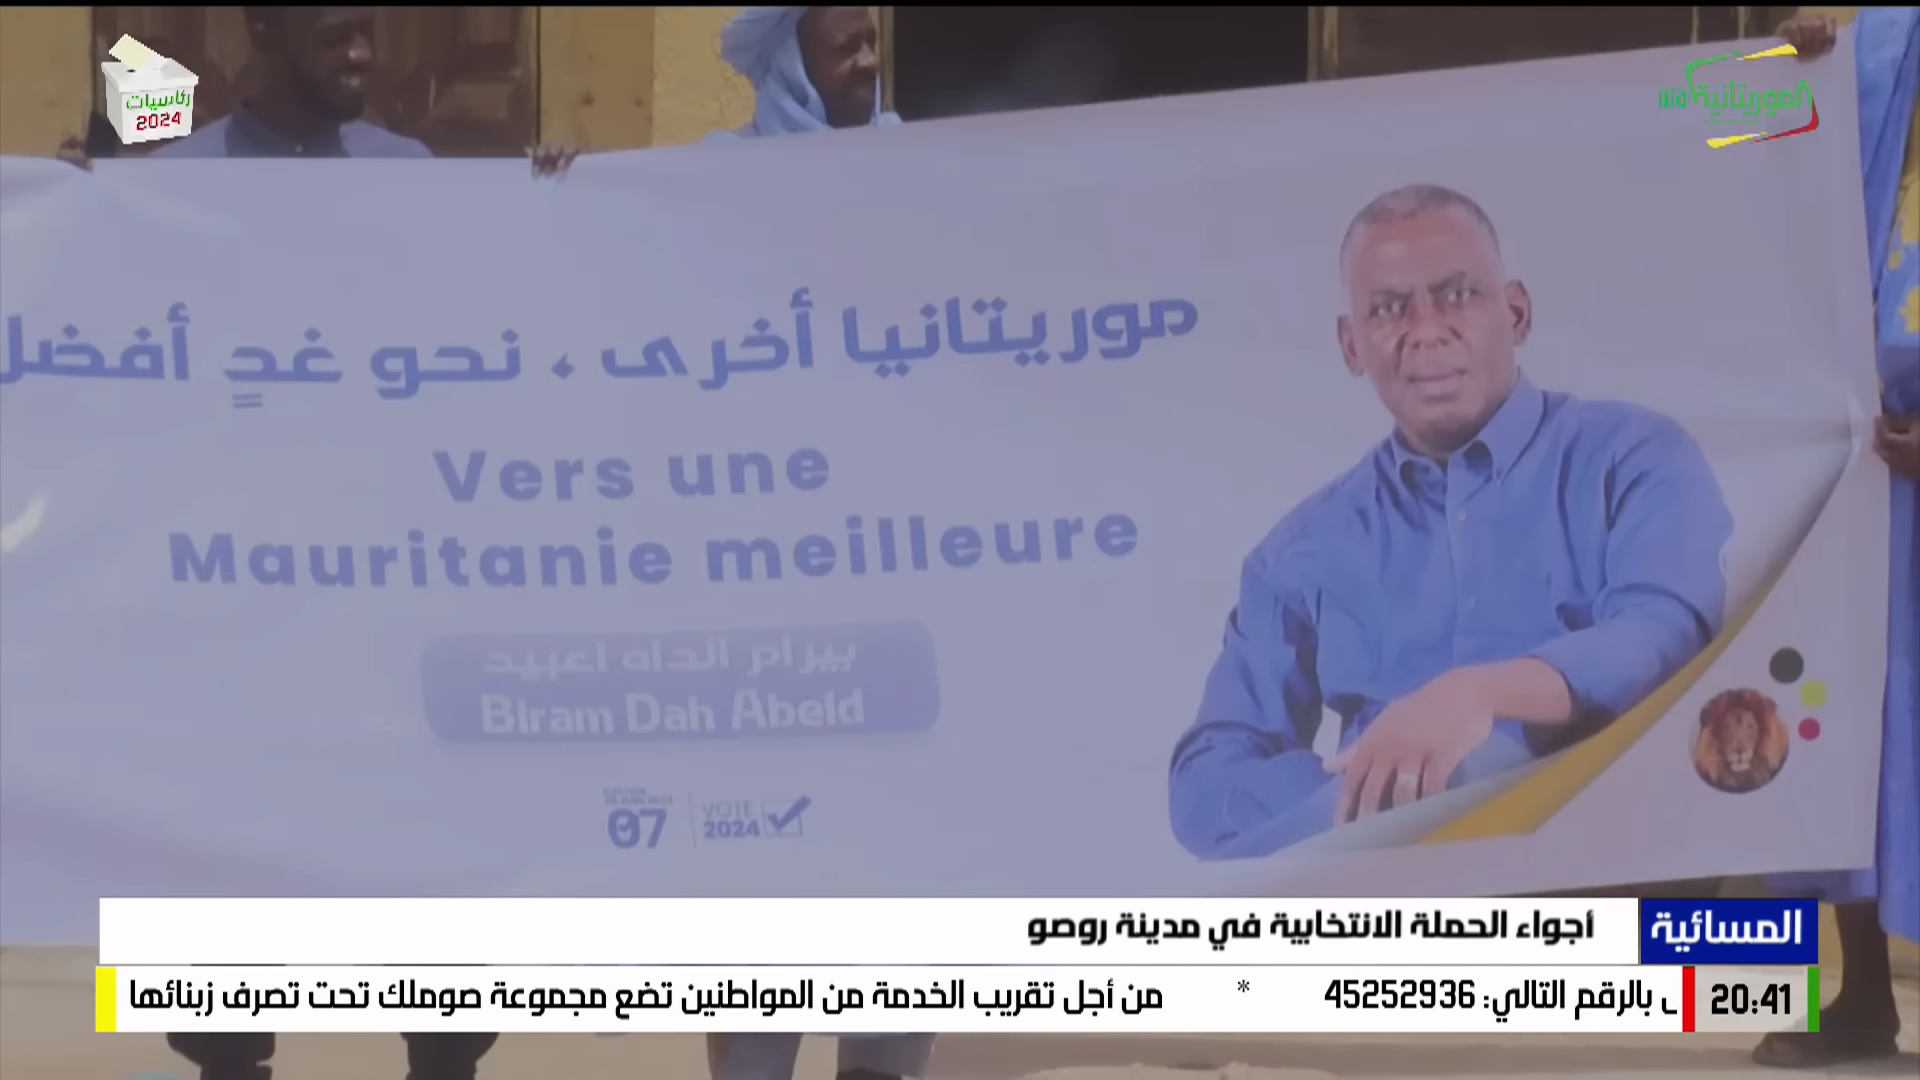 رئاسيات
2024
الموريتانية
موريتانيا أخرى ، نحو غدٍ أفضل
Vers une
Mauritanie meilleure
بيرام الداه اعبيد
Biram Dah Abeid
07
VOTE
2024
المسائية
أجواء الحملة الانتخابية في مدينة روصو
20:41
بالرقم التالي: 45252936 * من أجل تقريب الخدمة من المواطنين تضع مجموعة صوملك تحت تصرف زبنائها